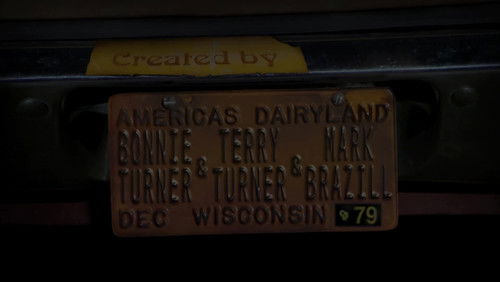 Created by
AMERICAS DAIRYLAND
BONNIE TERRY MARK
& &
TURNER TURNER BRAZILL
DEC WISCONSIN 79